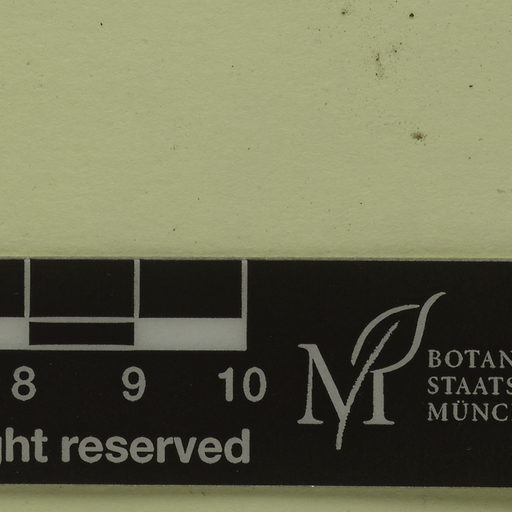 8 9 10
ght reserved
M
BOTAN
STAATS
MÜNC